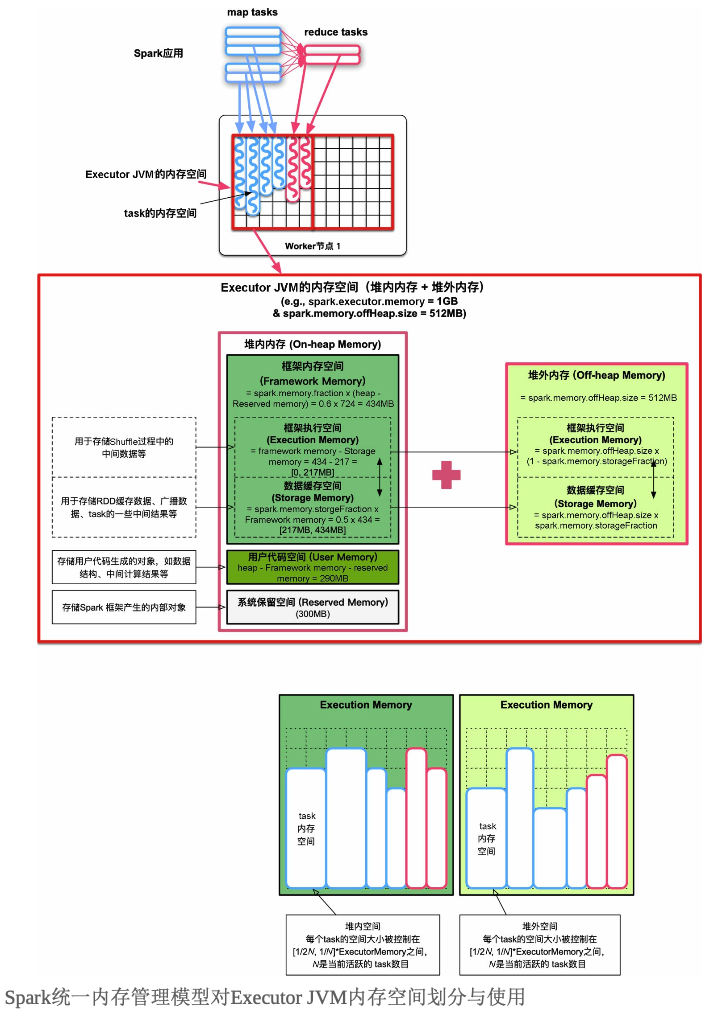 map tasks
reduce tasks
Spark应用
Executor JVM的内存空间
task的内存空间
Worker节点 1
Executor JVM的内存空间（堆内内存 + 堆外内存）
(e.g., spark.executor.memory = 1GB
& spark.memory.offHeap.size = 512MB)
堆内内存 (On-heap Memory)
框架内存空间
(Framework Memory)
= spark.memory.fraction x (heap -
Reserved memory) = 0.6 x 724 = 434MB
框架执行空间
(Execution Memory)
= framework memory - Storage
memory = 434 - 217 =
[0, 217MB]
数据缓存空间
(Storage Memory)
= spark.memory.storgeFraction x
Framework memory = 0.5 x 434 =
[217MB, 434MB]
用户代码空间 (User Memory)
heap - Framework memory - reserved
memory = 290MB
系统保留空间 (Reserved Memory)
(300MB)
用于存储Shuffle过程中的
中间数据等
用于存储RDD缓存数据、广播
数据、task的一些中间结果等
存储用户代码生成的对象，如数据
结构、中间计算结果等
存储Spark 框架产生的内部对象
堆外内存 (Off-heap Memory)
= spark.memory.offHeap.size = 512MB
框架执行空间
(Execution Memory)
= spark.memory.offHeap.size x
(1 - spark.memory.storageFraction)
数据缓存空间
(Storage Memory)
= spark.memory.offHeap.size x
spark.memory.storageFraction
Execution Memory
task
内存
空间
堆内空间
每个task的空间大小被控制在
[1/2N, 1/N]*ExecutorMemory之间，
N是当前活跃的 task数目
Execution Memory
task
内存
空间
堆外空间
每个task的空间大小被控制在
[1/2N, 1/N]*ExecutorMemory之间，
N是当前活跃的 task数目
Spark统一内存管理模型对Executor JVM内存空间划分与使用